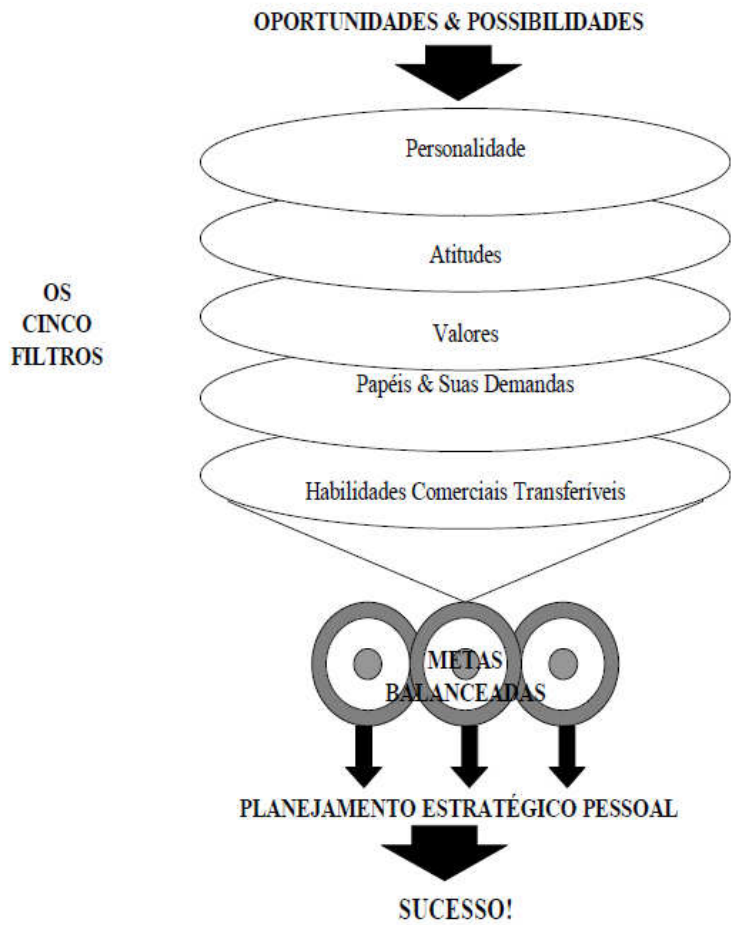 OPORTUNIDADES & POSSIBILIDADES
Personalidade
Atitudes
OS
CINCO
FILTROS
Valores
Papéis & Suas Demandas
Habilidades Comerciais Transferíveis
METAS
BALANCEADAS
PLANEJAMENTO ESTRATÉGICO PESSOAL
SUCESSO!